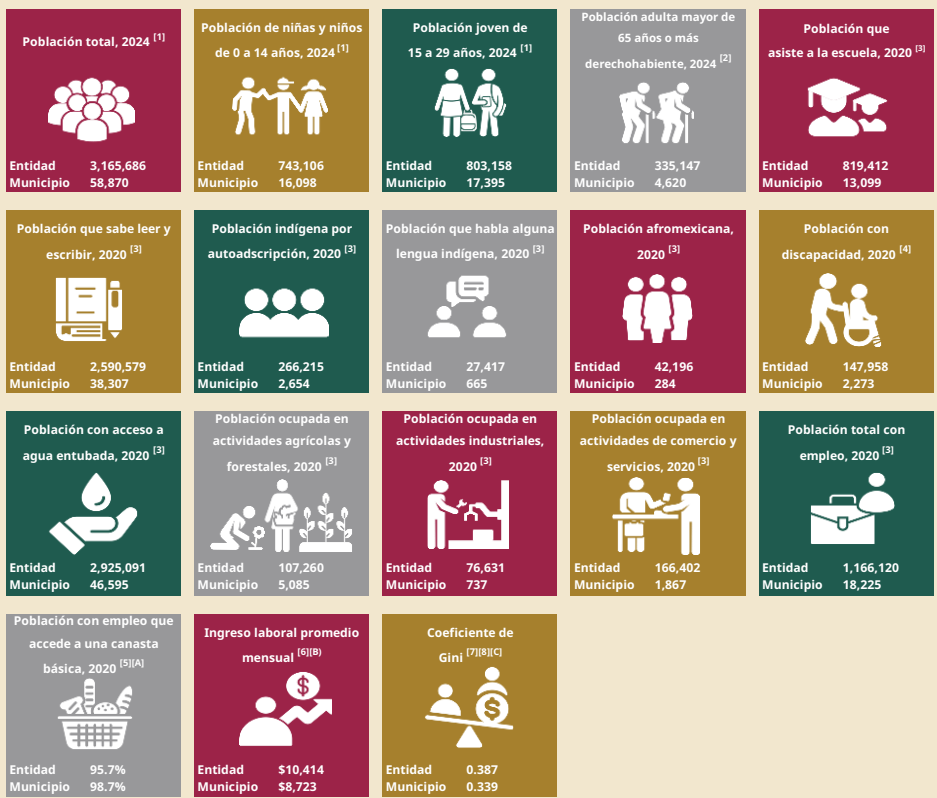 Población total, 2024 [1]
Entidad 3,165,686
Municipio 58,870
Población de niñas y niños
de 0 a 14 años, 2024 [1]
Entidad 743,106
Municipio 16,098
Población joven de
15 a 29 años, 2024 [1]
Entidad 803,158
Municipio 17,395
Población adulta mayor de
65 años o más
derechohabiente, 2024 [2]
Entidad 335,147
Municipio 4,620
Población que
asiste a la escuela, 2020 [3]
Entidad 819,412
Municipio 13,099
Población que sabe leer y
escribir, 2020 [3]
Entidad 2,590,579
Municipio 38,307
Población indígena por
autoadscripción, 2020 [3]
Entidad 266,215
Municipio 2,654
Población que habla alguna
lengua indígena, 2020 [3]
Entidad 27,417
Municipio 665
Población afromexicana,
2020 [3]
Entidad 42,196
Municipio 284
Población con
discapacidad, 2020 [4]
Entidad 147,958
Municipio 2,273
Población con acceso a
agua entubada, 2020 [3]
Entidad 2,925,091
Municipio 46,595
Población ocupada en
actividades agrícolas y
forestales, 2020 [3]
Entidad 107,260
Municipio 5,085
Población ocupada en
actividades industriales,
2020 [3]
Entidad 76,631
Municipio 737
Población ocupada en
actividades de comercio y
servicios, 2020 [3]
Entidad 166,402
Municipio 1,867
Población total con
empleo, 2020 [3]
Entidad 1,166,120
Municipio 18,225
Población con empleo que
accede a una canasta
básica, 2020 [5][A]
Entidad 95.7%
Municipio 98.7%
Ingreso laboral promedio
mensual [6][B)
$
Entidad $10,414
Municipio $8,723
Coeficiente de
Gini [7][8][C)
$
Entidad 0.387
Municipio 0.339